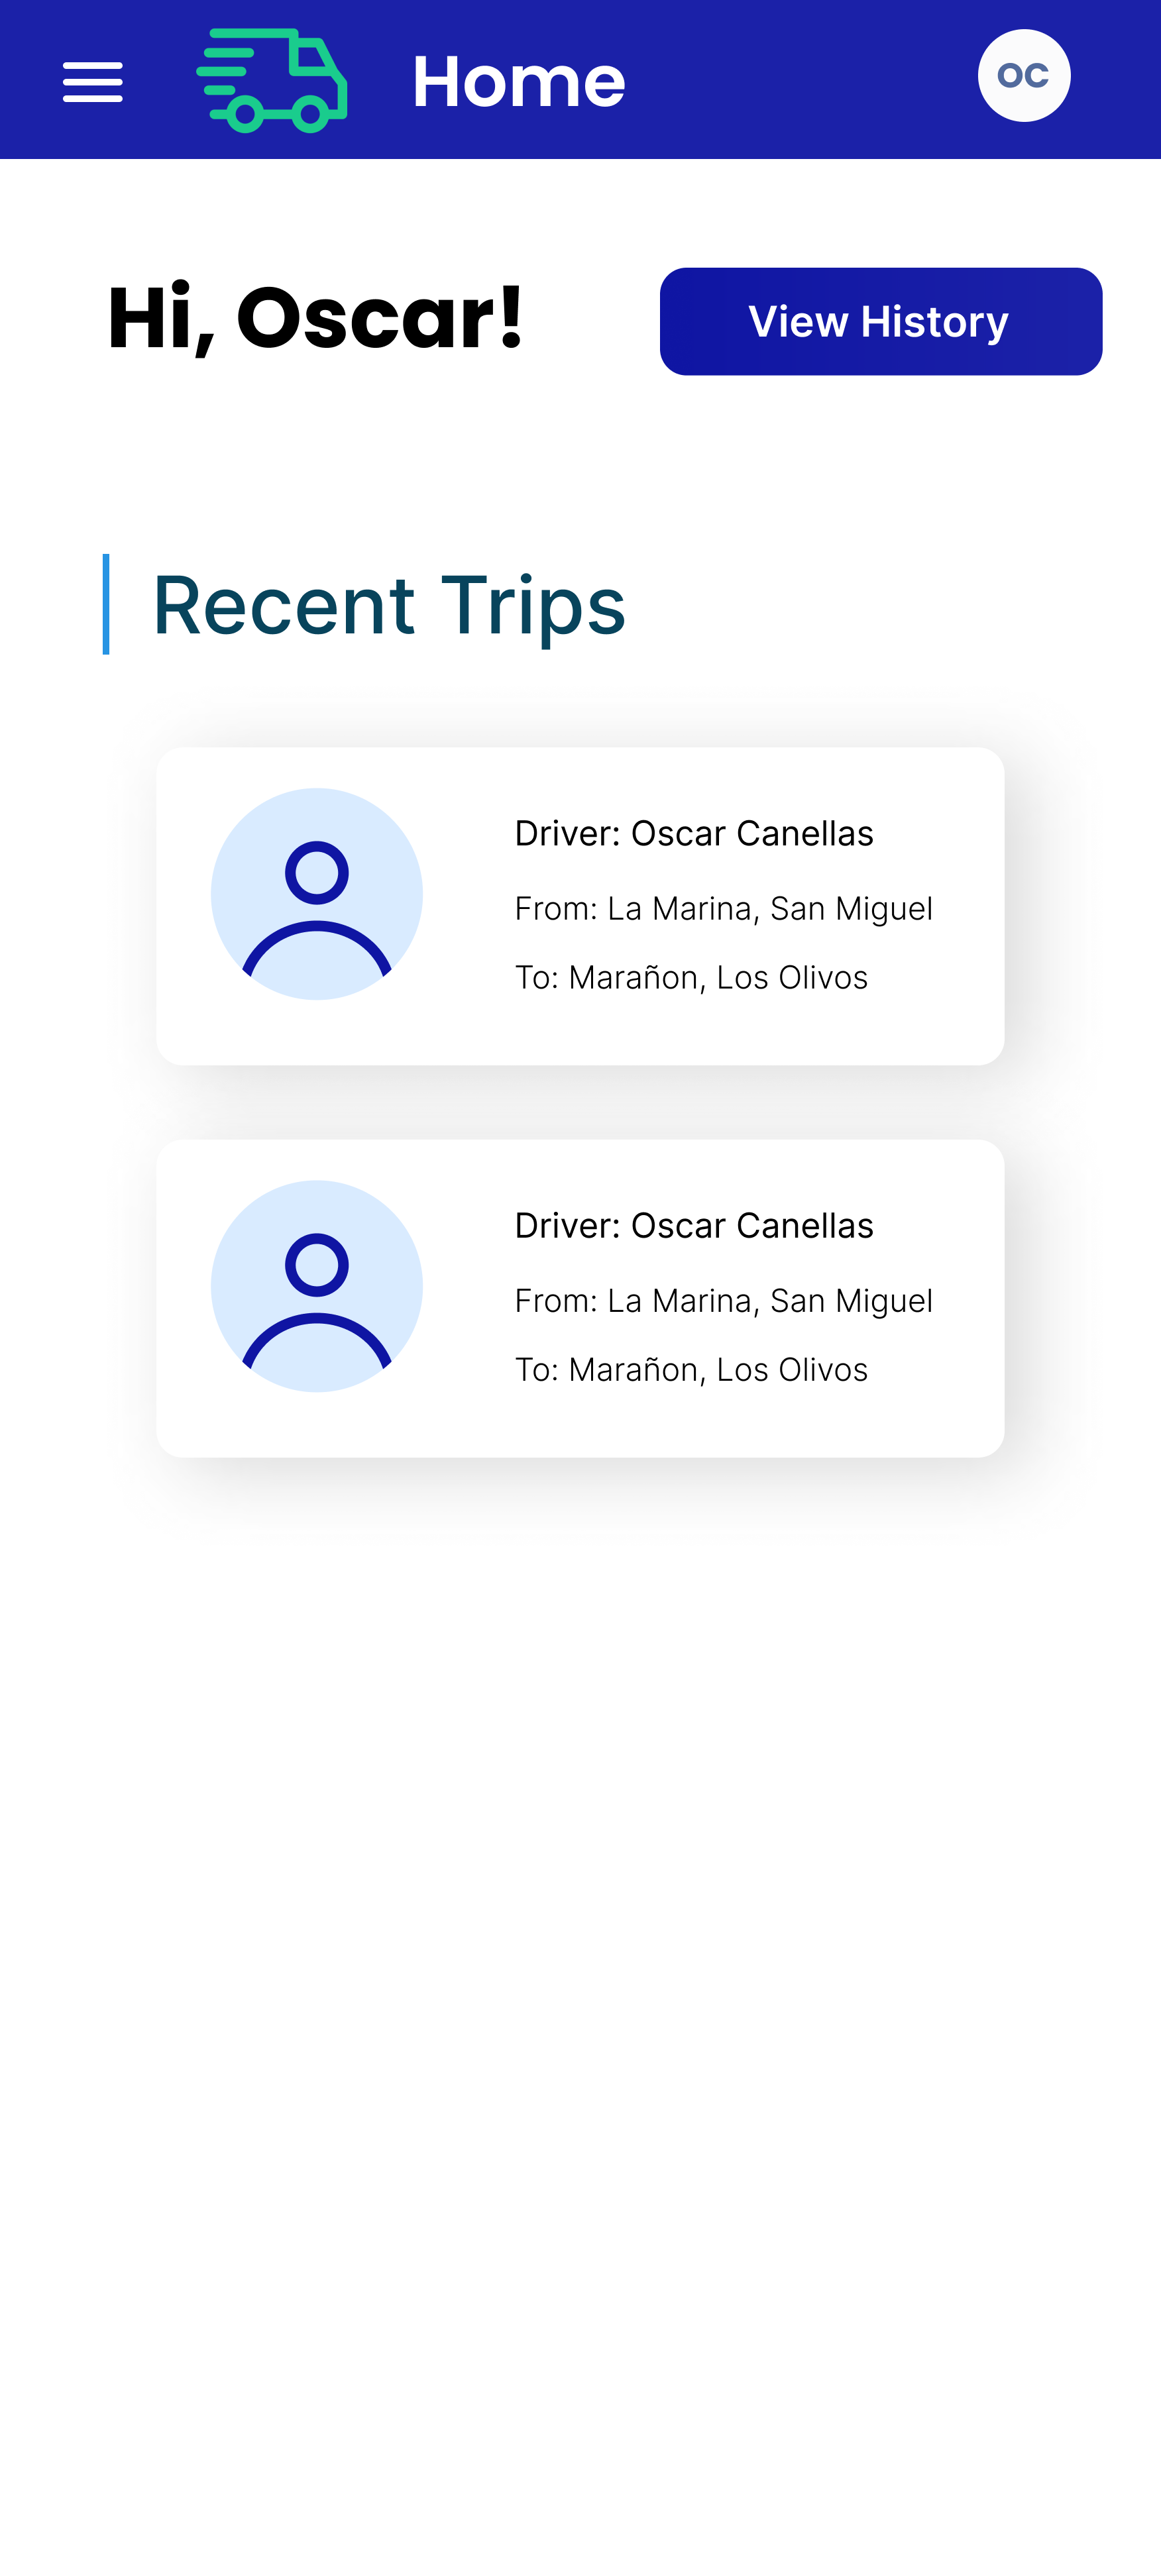 Home
OC
Hi, Oscar!
View History
Recent Trips
Driver: Oscar Canellas
From: La Marina, San Miguel
To: Marañon, Los Olivos
Driver: Oscar Canellas
From: La Marina, San Miguel
To: Marañon, Los Olivos